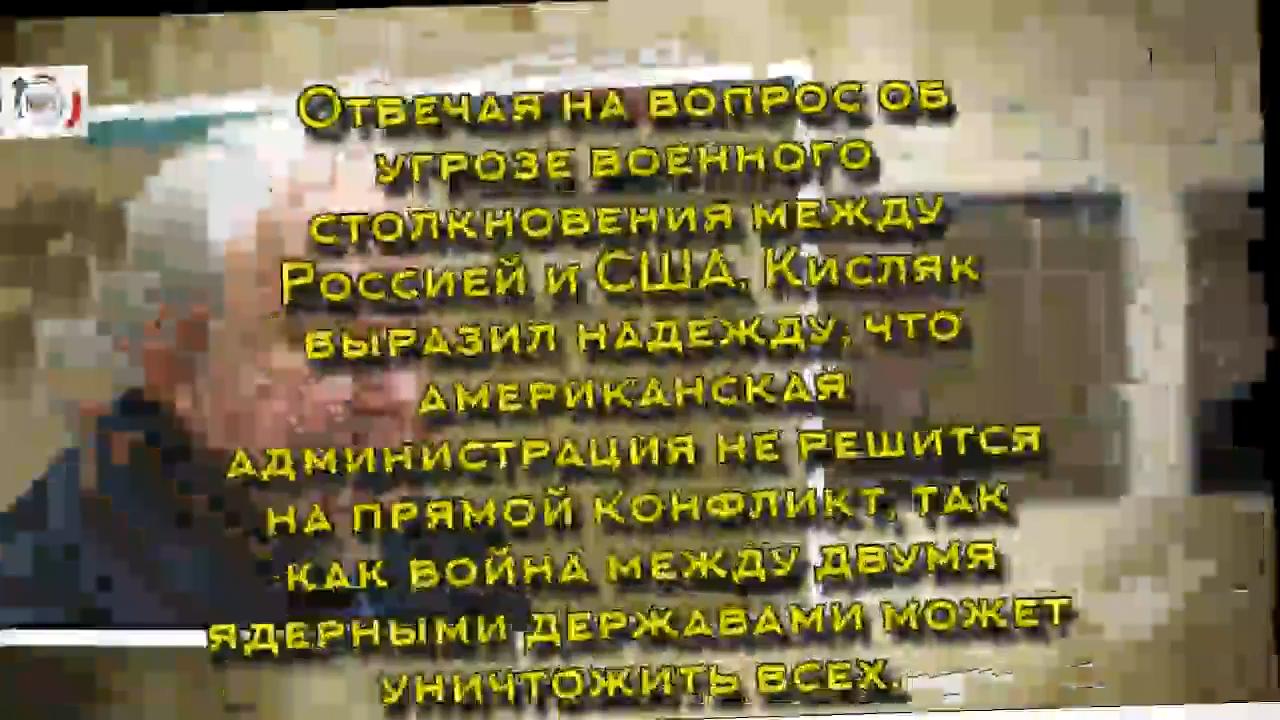 Отвечая на вопрос об
угрозе военного
столкновения между
Россией и США, Кисляк
выразил надежду, что
американская
администрация не решится
на прямой конфликт, так
как война между двумя
ядерными державами может
уничтожить всех.